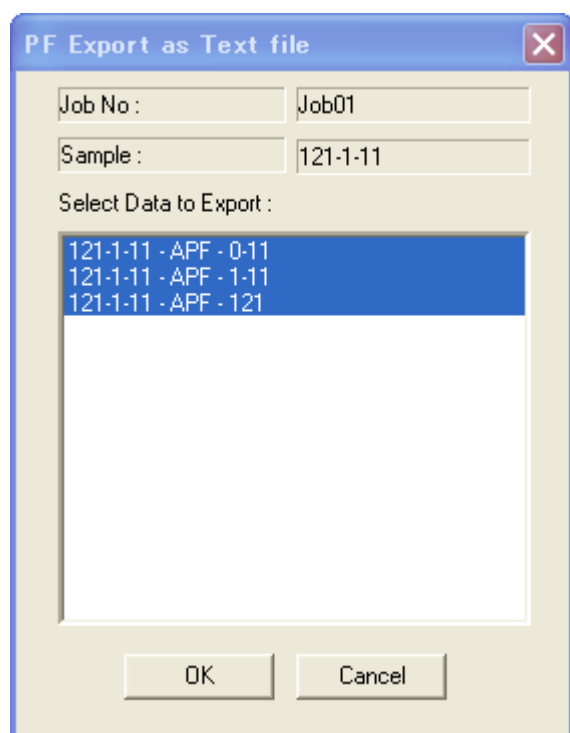 PF Export as Text file
Job No : Job01
Sample : 121-1-11
Select Data to Export :
121-1-11 - APF - 0-11
121-1-11 - APF - 1-11
121-1-11 - APF - 121
OK Cancel